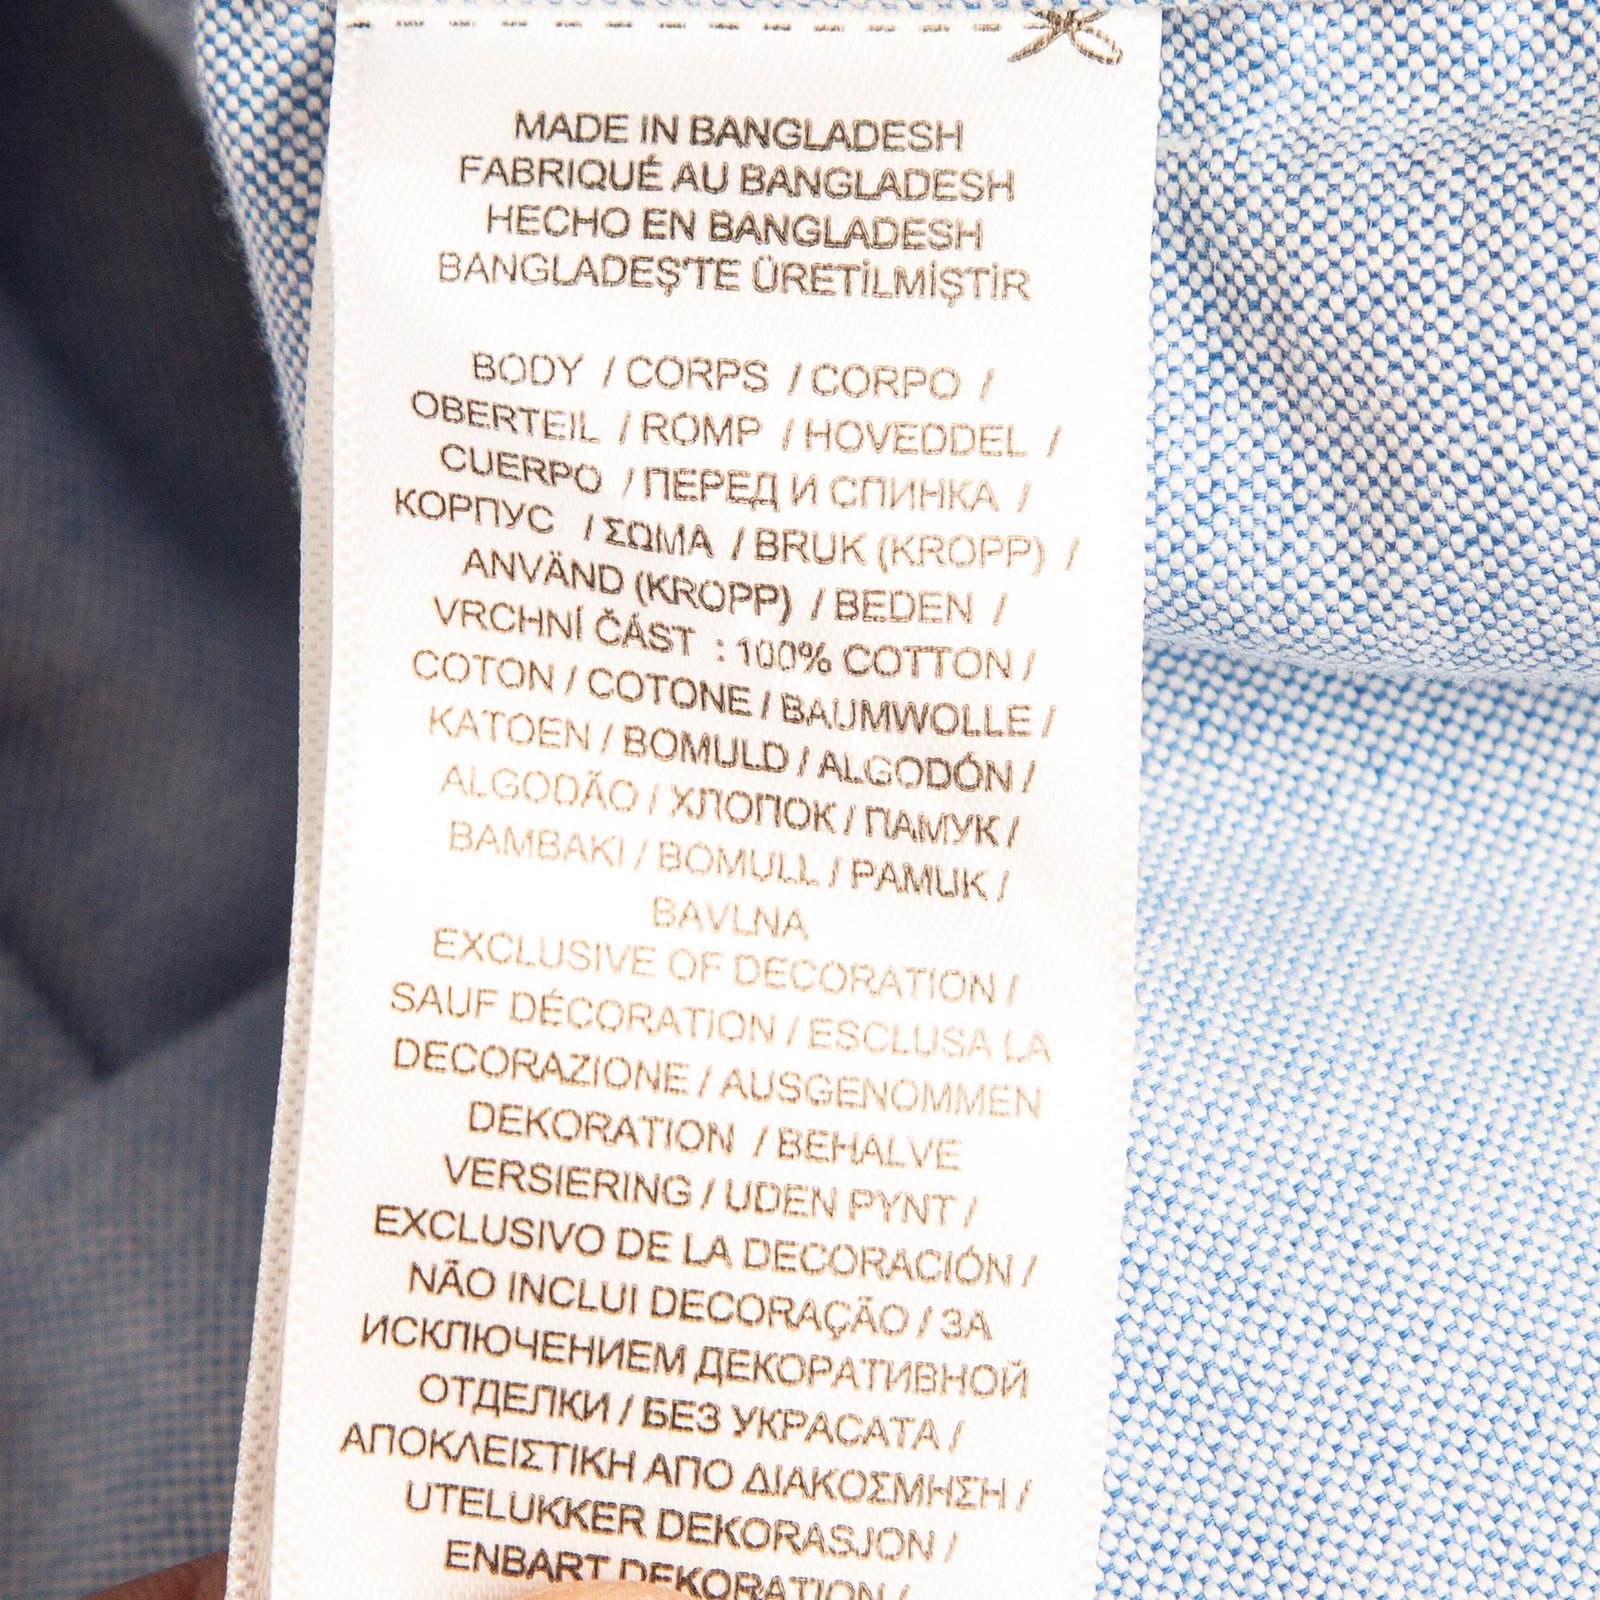 MADE IN BANGLADESH
FABRIQUÉ AU BANGLADESH
HECHO EN BANGLADESH
BANGLADEŞ'TE ÜRETİLMİŞTİR
BODY / CORPS / CORPO /
OBERTEIL / ROMP / HOVEDDEL /
CUERPO / ПЕРЕД И СПИНКА /
КОРПУС / ΣΩΜΑ / BRUK (KROPP) /
ANVÄND (KROPP) / BEDEN /
VRCHNÍ ČÁST : 100% COTTON /
COTON / COTONE / BAUMWOLLE /
KATOEN / BOMULD / ALGODÓN /
ALGODÃO / ХЛОПОК / ПАМУК /
BAMBAKI / BOMULL / PAMUK /
BAVLNA
EXCLUSIVE OF DECORATION /
SAUF DÉCORATION / ESCLUSA LA
DECORAZIONE / AUSGENOMMEN
DEKORATION / BEHALVE
VERSIERING / UDEN PYNT /
EXCLUSIVO DE LA DECORACIÓN /
NÃO INCLUI DECORAÇÃO / ЗА
ИСКЛЮЧЕНИЕМ ДЕКОРАТИВНОЙ
ОТДЕЛКИ / БЕЗ УКРАСАТА /
ΑΠΟΚΛΕΙΣΤΙΚΗ ΑΠΟ ΔΙΑΚΟΣΜΗΣΗ /
UTELUKKER DEKORASJON /
ENBART DEKORATION /